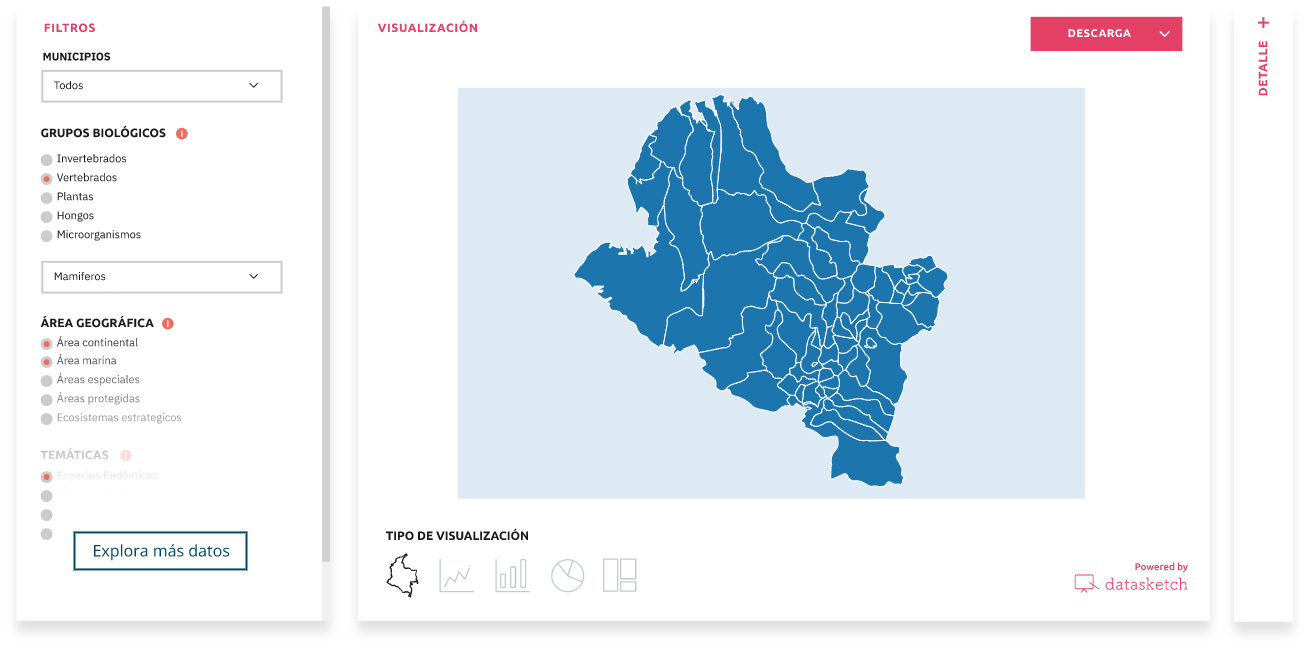 FILTROS
MUNICIPIOS
Todos
GRUPOS BIOLÓGICOS
Invertebrados
Vertebrados
Plantas
Hongos
Microorganismos
Mamiferos
ÁREA GEOGRÁFICA
Área continental
Área marina
Áreas especiales
Áreas protegidas
Ecosistemas estrategicos
TEMÁTICAS
Especies Endémicas
Explora más datos
VISUALIZACIÓN
DESCARGA
TIPO DE VISUALIZACIÓN
Powered by
datasketch
DETALLE +